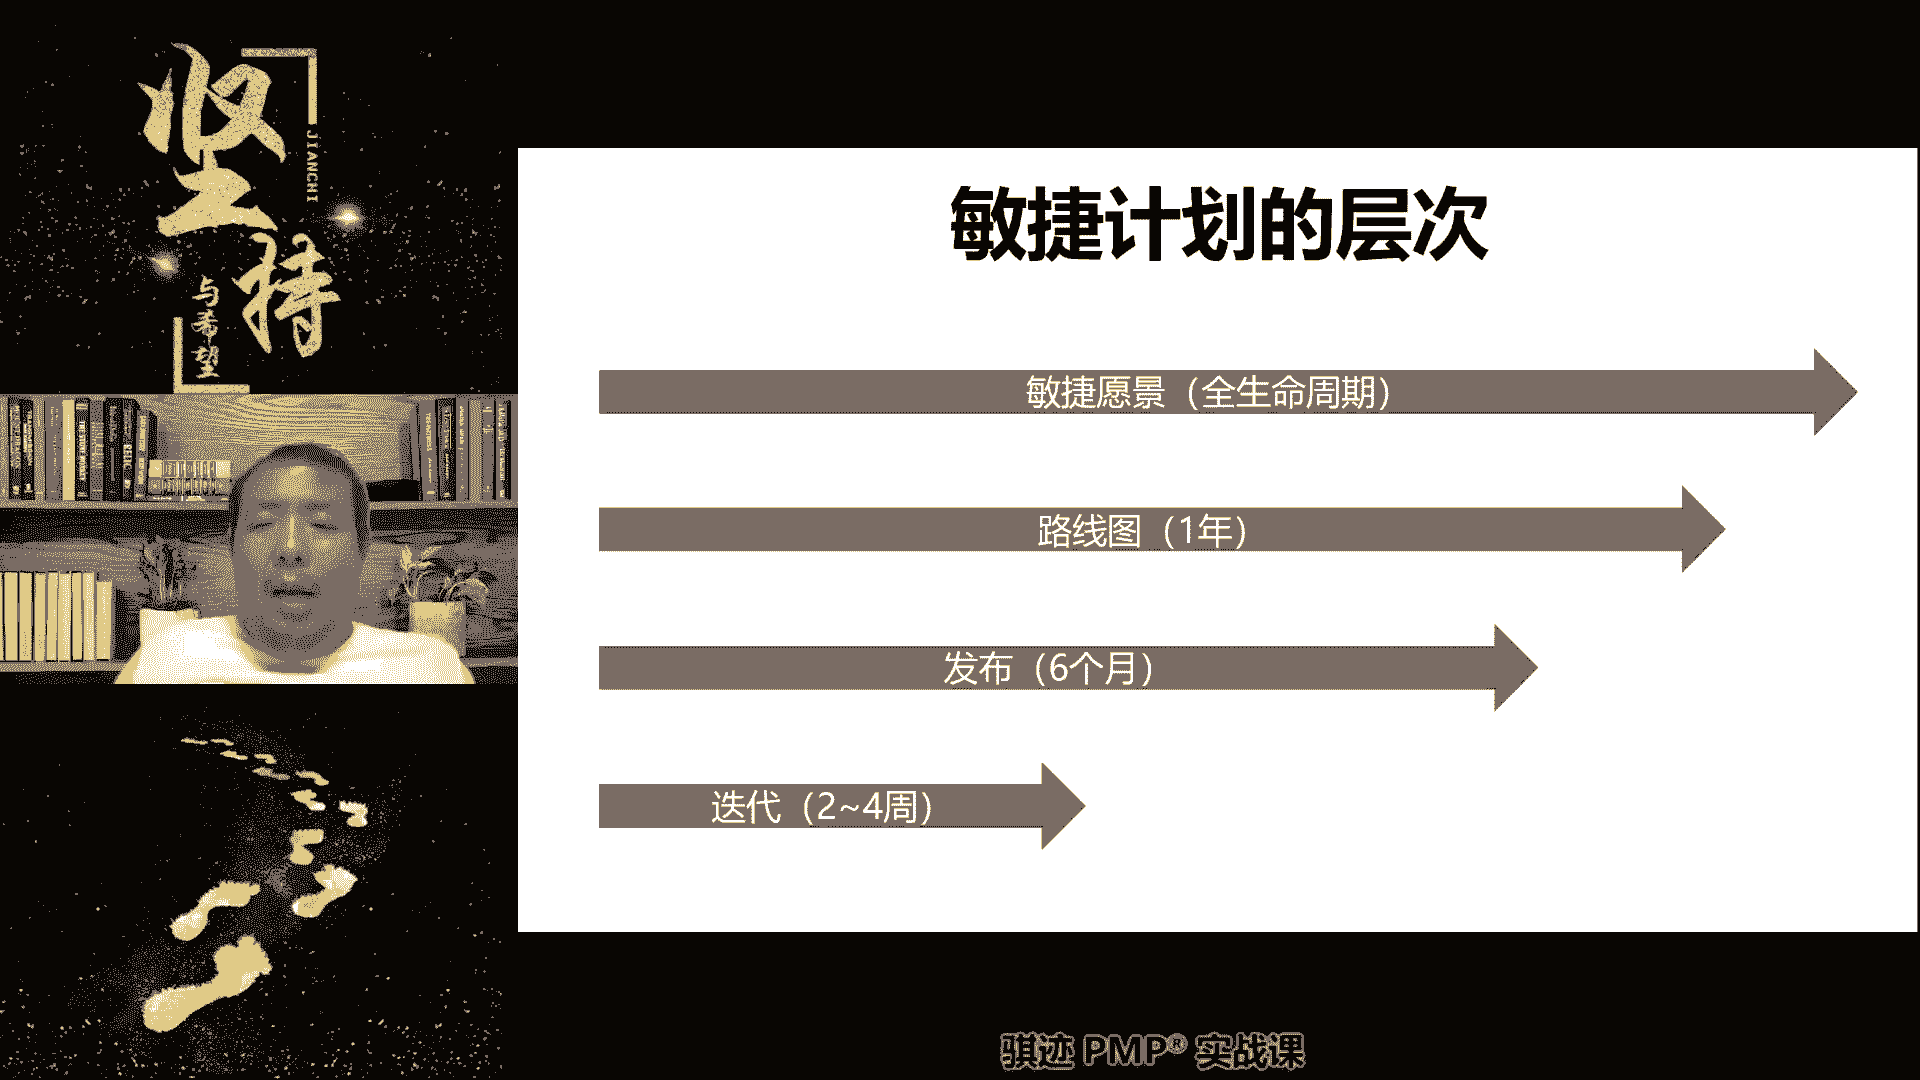 坚持
JIANCHI
与希望
敏捷计划的层次
敏捷愿景（全生命周期）
路线图（1年）
发布（6个月）
迭代（2~4周）
骐迹 PMP® 实战课